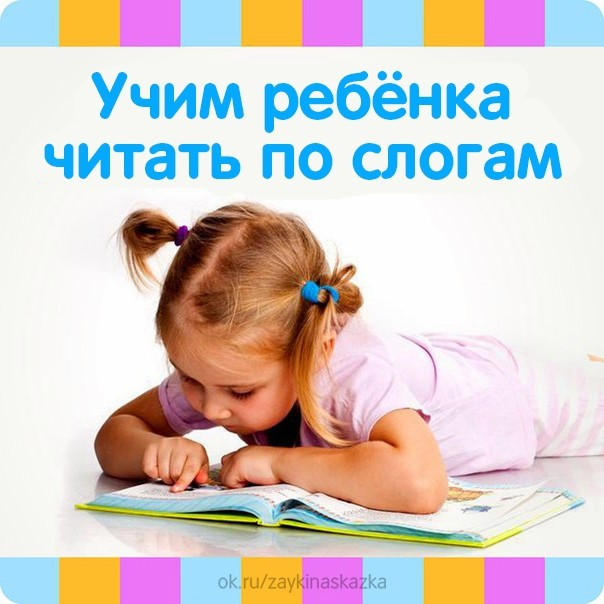 Учим ребёнка
читать по слогам
ok.ru/zaykinaskazka